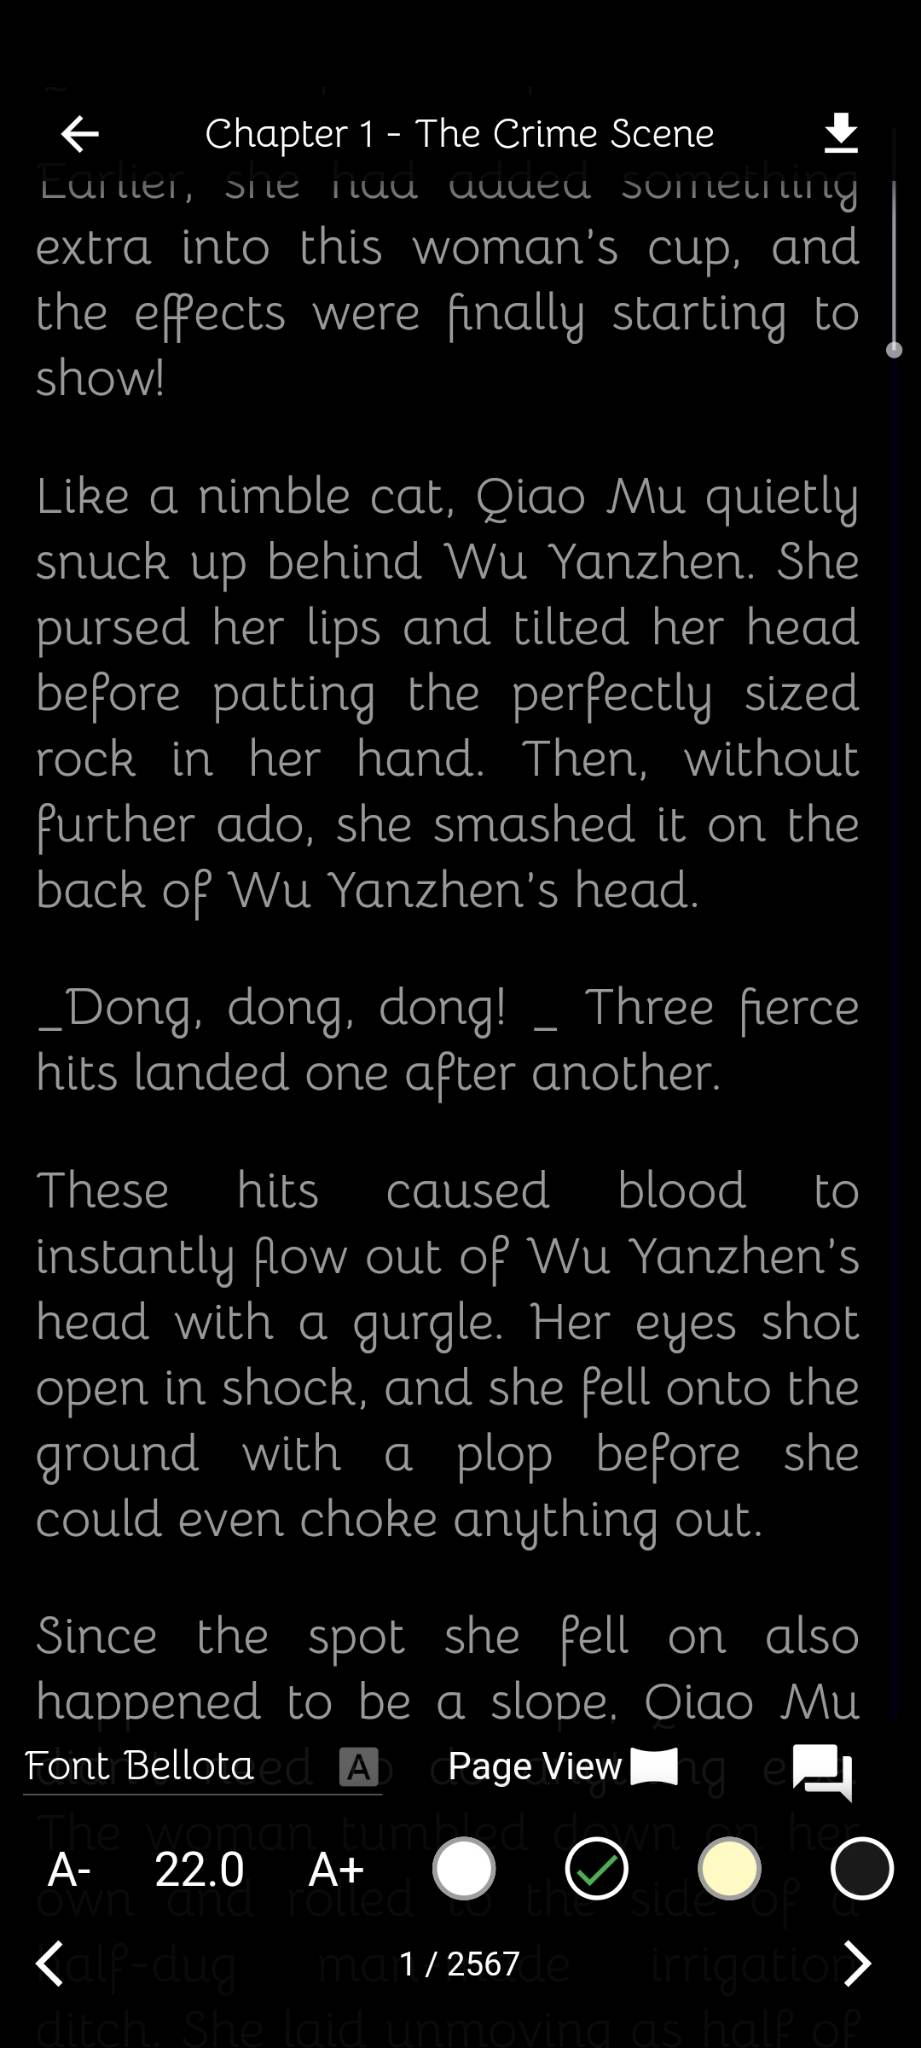 Chapter 1 - The Crime Scene
Earlier, she had added something
extra into this woman's cup, and
the effects were finally starting to
show!
Like a nimble cat, Qiao Mu quietly
snuck up behind Wu Yanzhen. She
pursed her lips and tilted her head
before patting the perfectly sized
rock in her hand. Then, without
further ado, she smashed it on the
back of Wu Yanzhen's head.
_Dong, dong, dong! _ Three fierce
hits landed one after another.
These hits caused blood to
instantly flow out of Wu Yanzhen's
head with a gurgle. Her eyes shot
open in shock, and she fell onto the
ground with a plop before she
could even choke anything out.
Since the spot she fell on also
happened to be a slope, Qiao Mu
Font Bellota A Page View
The woman tumbled down on her
A- 22.0 A+
own and rolled to the side of a
1 / 2567
half-dug irrigation
ditch. She laid unmoving as half of